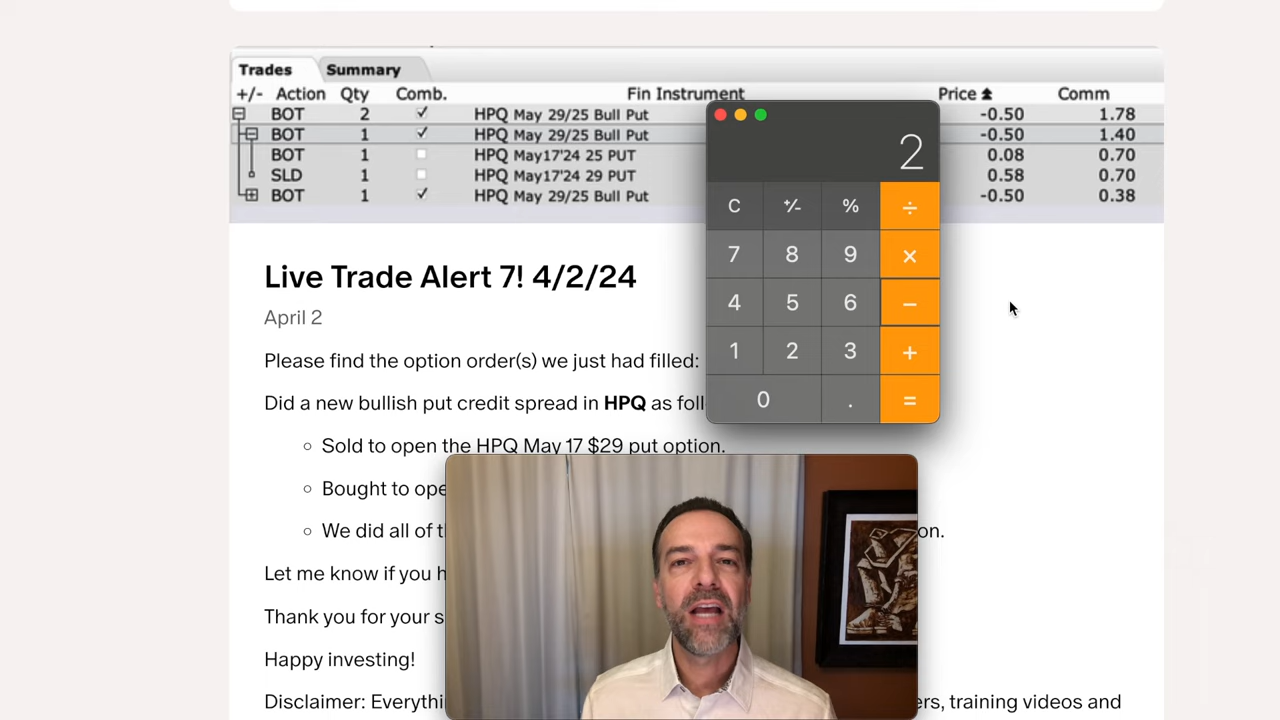 Trades Summary
+/- Action Qty Comb. Fin Instrument Price Comm
BOT 2 HPQ May 29/25 Bull Put -0.50 1.78
BOT 1 HPQ May 29/25 Bull Put -0.50 1.40
BOT 1 HPQ May17'24 25 PUT 0.08 0.70
SLD 1 HPQ May17'24 29 PUT 0.58 0.70
BOT 1 HPQ May 29/25 Bull Put -0.50 0.38
2
C +/- % ÷
7 8 9 ×
4 5 6 −
1 2 3 +
0 . =
Live Trade Alert 7! 4/2/24
April 2
Please find the option order(s) we just had filled:
Did a new bullish put credit spread in HPQ as
Sold to open the HPQ May 17 $29 put option.
Bought to
We did all of
Let me know if you
Thank you for your
Happy investing!
Disclaimer: training videos and